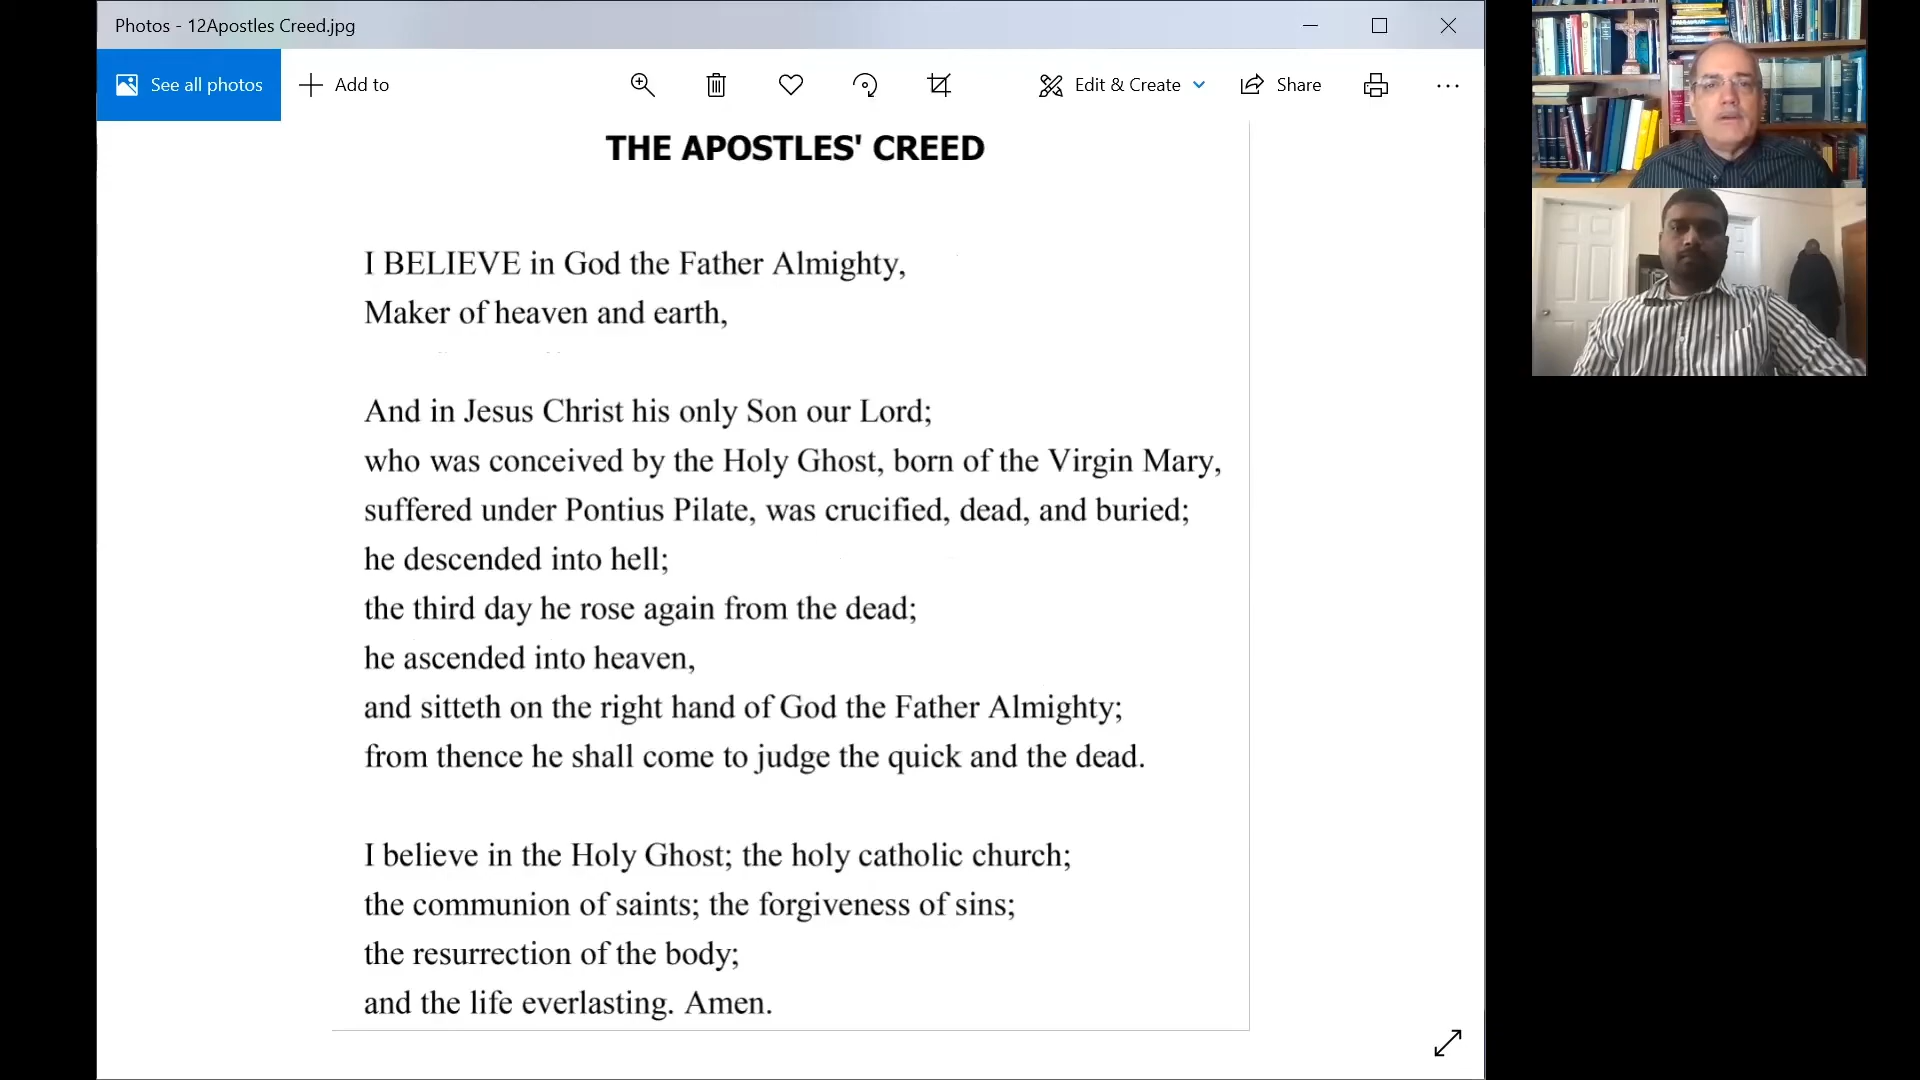 Photos - 12Apostles Creed.jpg
See all photos
Add to
Edit & Create
Share
THE APOSTLES' CREED
I BELIEVE in God the Father Almighty,
Maker of heaven and earth,
And in Jesus Christ his only Son our Lord;
who was conceived by the Holy Ghost, born of the Virgin Mary,
suffered under Pontius Pilate, was crucified, dead, and buried;
he descended into hell;
the third day he rose again from the dead;
he ascended into heaven,
and sitteth on the right hand of God the Father Almighty;
from thence he shall come to judge the quick and the dead.
I believe in the Holy Ghost; the holy catholic church;
the communion of saints; the forgiveness of sins;
the resurrection of the body;
and the life everlasting. Amen.